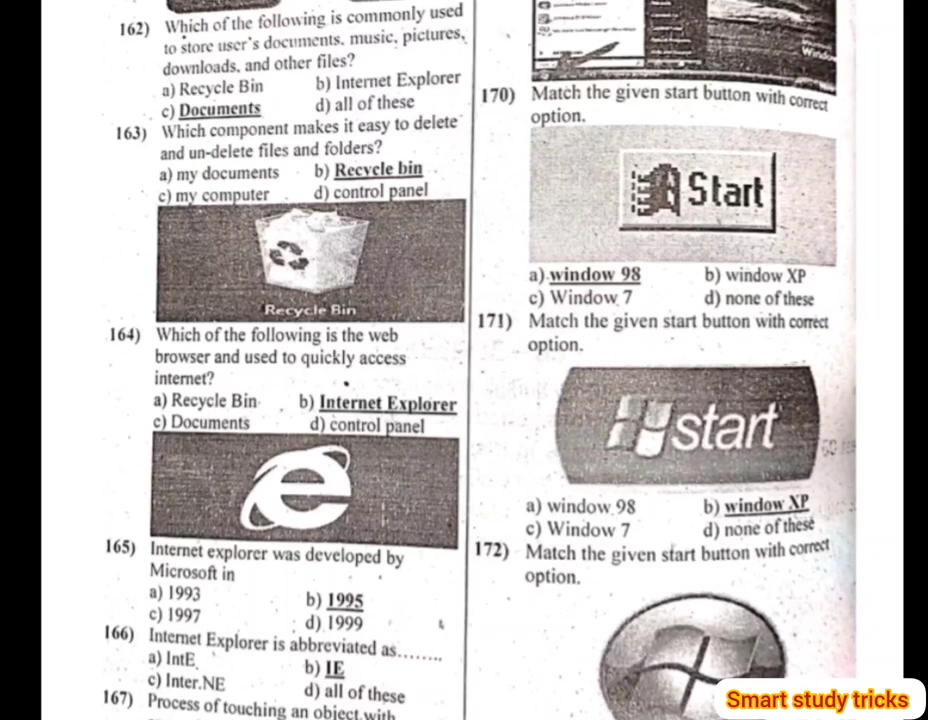 162) Which of the following is commonly used
to store user's documents, music, pictures,
downloads, and other files?
a) Recycle Bin b) Internet Explorer
c) Documents d) all of these
163) Which component makes it easy to delete
and un-delete files and folders?
a) my documents b) Recycle bin
c) my computer d) control panel
Recycle Bin
164) Which of the following is the web
browser and used to quickly access
internet?
a) Recycle Bin b) Internet Explorer
c) Documents d) control panel
165) Internet explorer was developed by
Microsoft in
a) 1993 b) 1995
c) 1997 d) 1999
166) Internet Explorer is abbreviated as........
a) IntE b) IE
c) Inter.NE d) all of these
167) Process of touching an object with
170) Match the given start button with correct
option.
Start
a) window 98 b) window XP
c) Window 7 d) none of these
171) Match the given start button with correct
option.
start
a) window 98 b) window XP
c) Window 7 d) none of these
172) Match the given start button with correct
option.
Smart study tricks